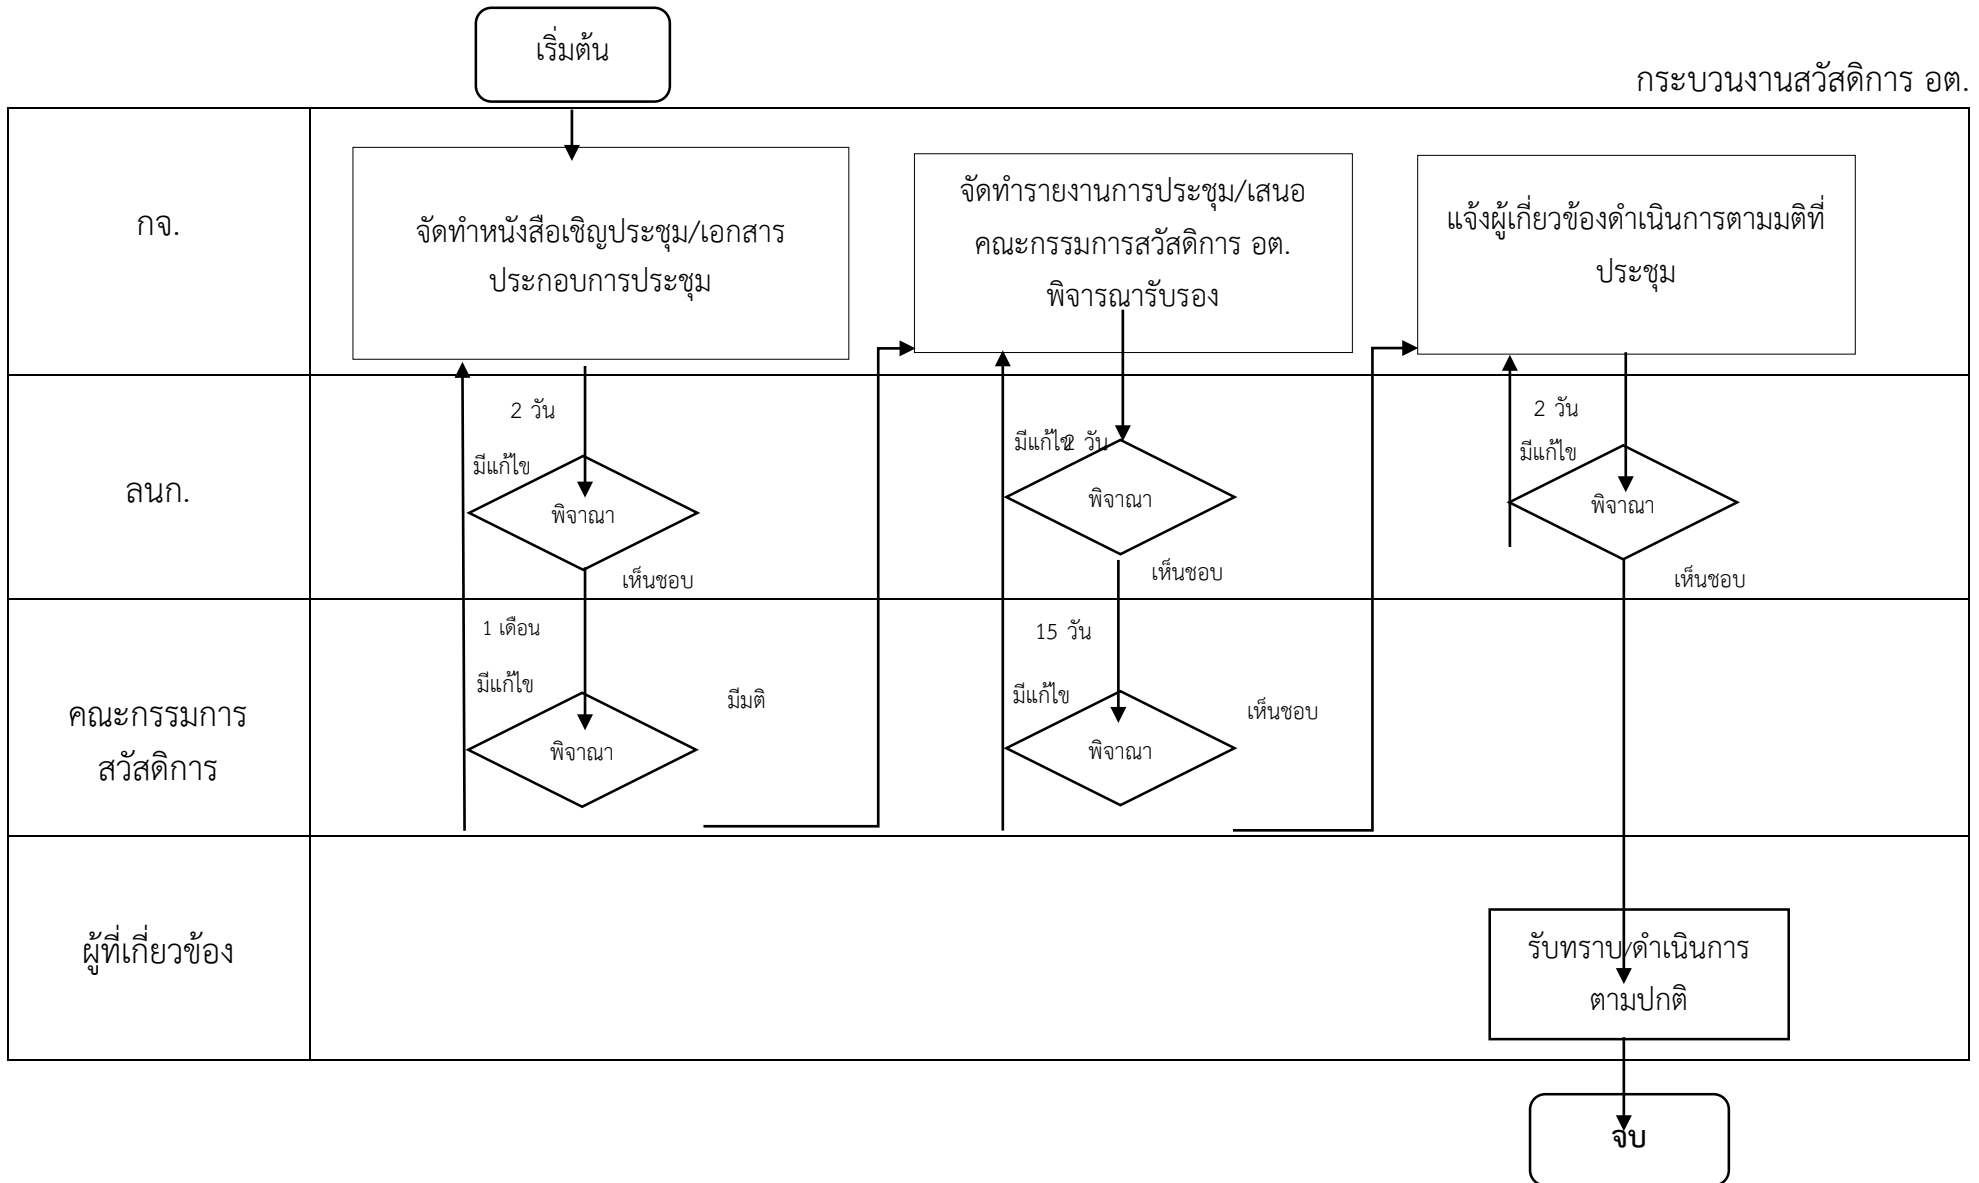 เริ่มต้น
กระบวนงานสวัสดิการ อต.
กจ.
จัดทำหนังสือเชิญประชุม/เอกสาร
ประกอบการประชุม
จัดทำรายงานการประชุม/เสนอ
คณะกรรมการสวัสดิการ อต.
พิจารณารับรอง
แจ้งผู้เกี่ยวข้องดำเนินการตามมติที่
ประชุม
ลนก.
2 วัน
มีแก้ไข
พิจาณา
เห็นชอบ
มีแก้ไข
2 วัน
พิจาณา
เห็นชอบ
2 วัน
มีแก้ไข
พิจาณา
เห็นชอบ
คณะกรรมการ
สวัสดิการ
1 เดือน
มีแก้ไข
พิจาณา
มีมติ
15 วัน
มีแก้ไข
พิจาณา
เห็นชอบ
ผู้ที่เกี่ยวข้อง
รับทราบ/ดำเนินการ
ตามปกติ
จบ